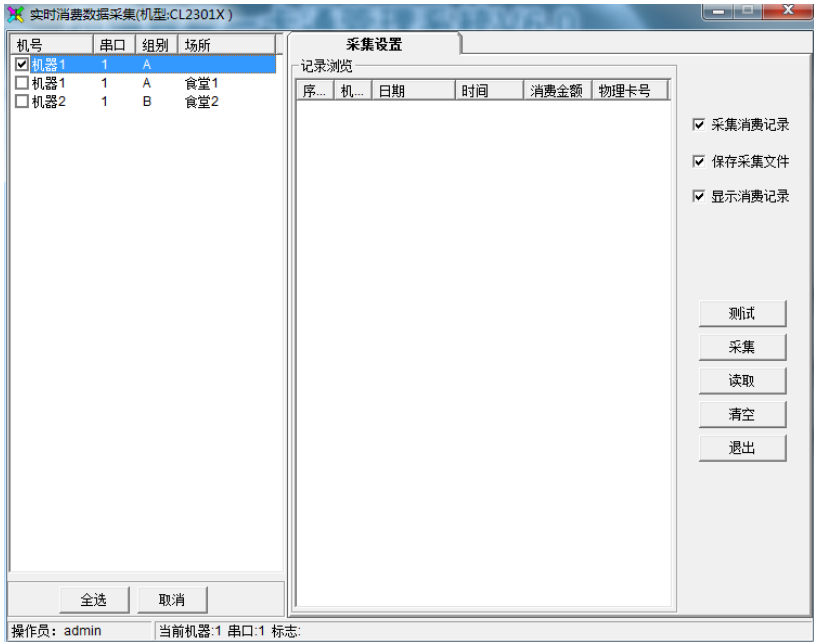 实时消费数据采集(机型:CL2301X )
机号 串口 组别 场所
机器1 1 A
机器1 1 A 食堂1
机器2 1 B 食堂2
全选 取消
采集设置
记录浏览
序... 机... 日期 时间 消费金额 物理卡号
采集消费记录
保存采集文件
显示消费记录
测试
采集
读取
清空
退出
操作员: admin 当前机器:1 串口:1 标志: